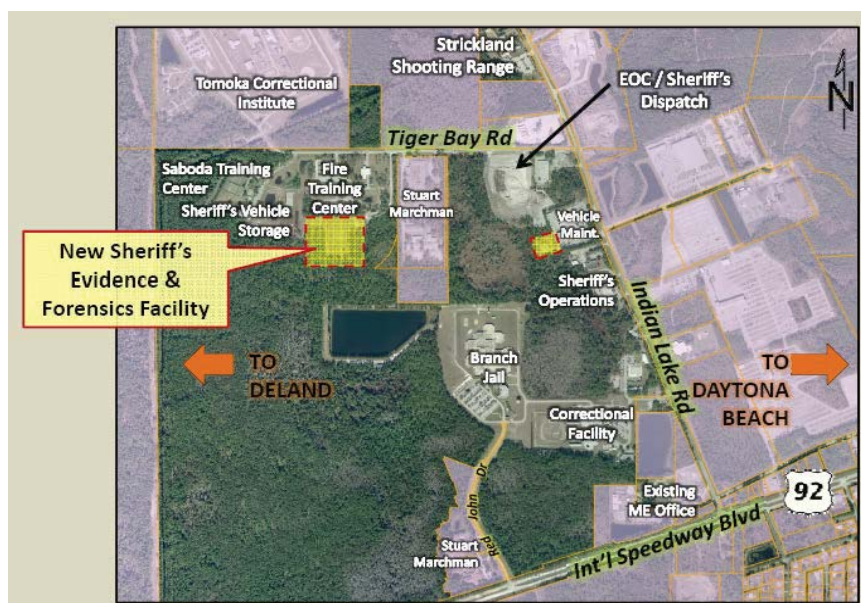 Strickland
Shooting Range
EOC / Sheriff's
Dispatch
N
Tomoka Correctional
Institute
Tiger Bay Rd
Saboda Training
Center
Fire
Training
Center
Sheriff's Vehicle
Storage
Stuart
Marchman
Vehicle
Maint.
New Sheriff's
Evidence &
Forensics Facility
Sheriff's
Operations
Indian Lake Rd
TO
DELAND
Branch
Jail
TO
DAYTONA
BEACH
Correctional
Facility
Red John Dr
Existing
ME Office
92
Stuart
Marchman
Int'l Speedway Blvd